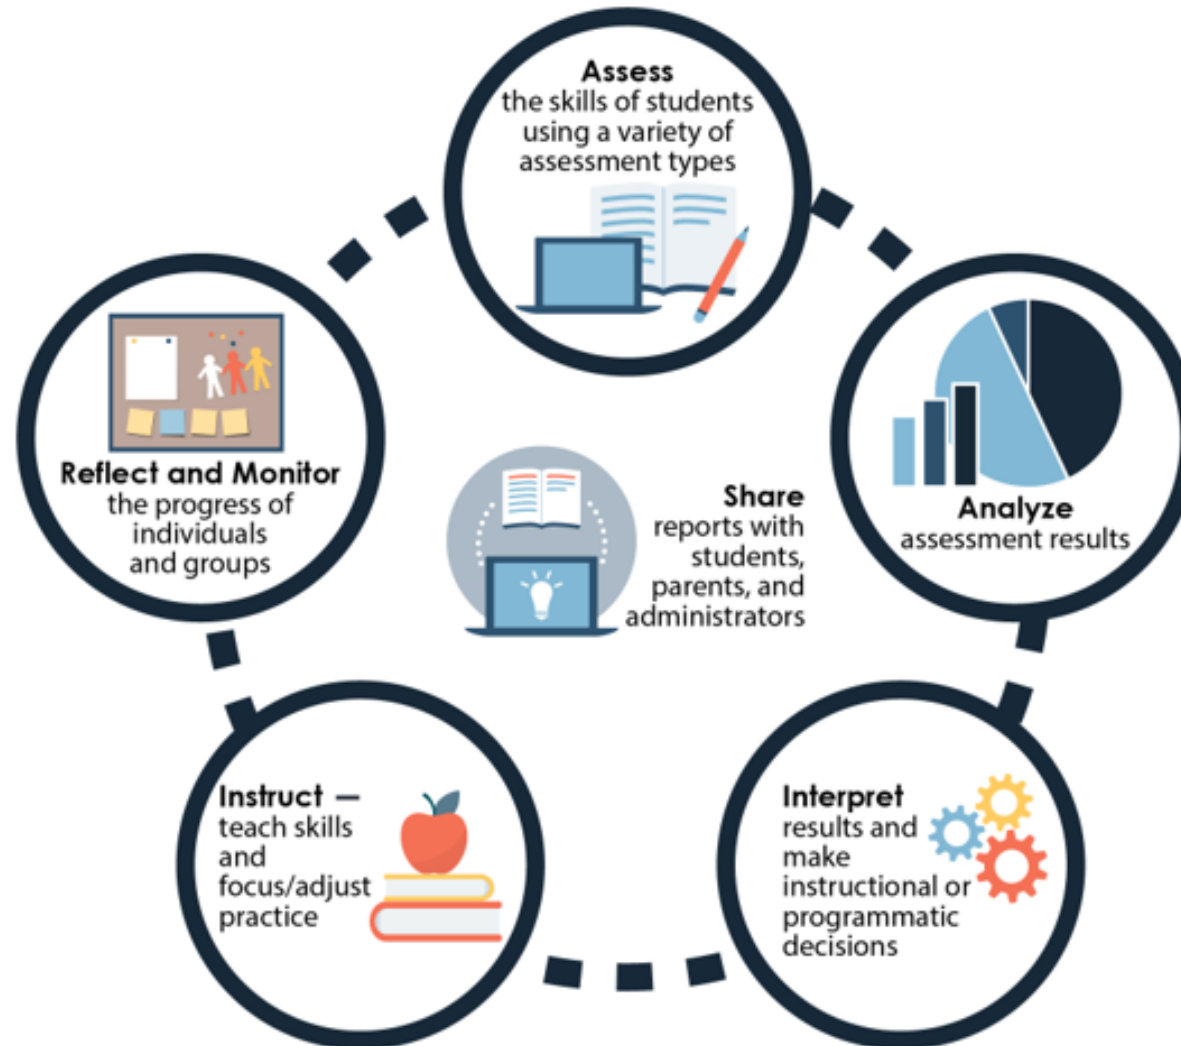 Assess
the skills of students
using a variety of
assessment types
Analyze
assessment results
Interpret
results and
make
instructional or
programmatic
decisions
Instruct —
teach skills
and
focus/adjust
practice
Reflect and Monitor
the progress of
individuals
and groups
Share
reports with
students,
parents, and
administrators